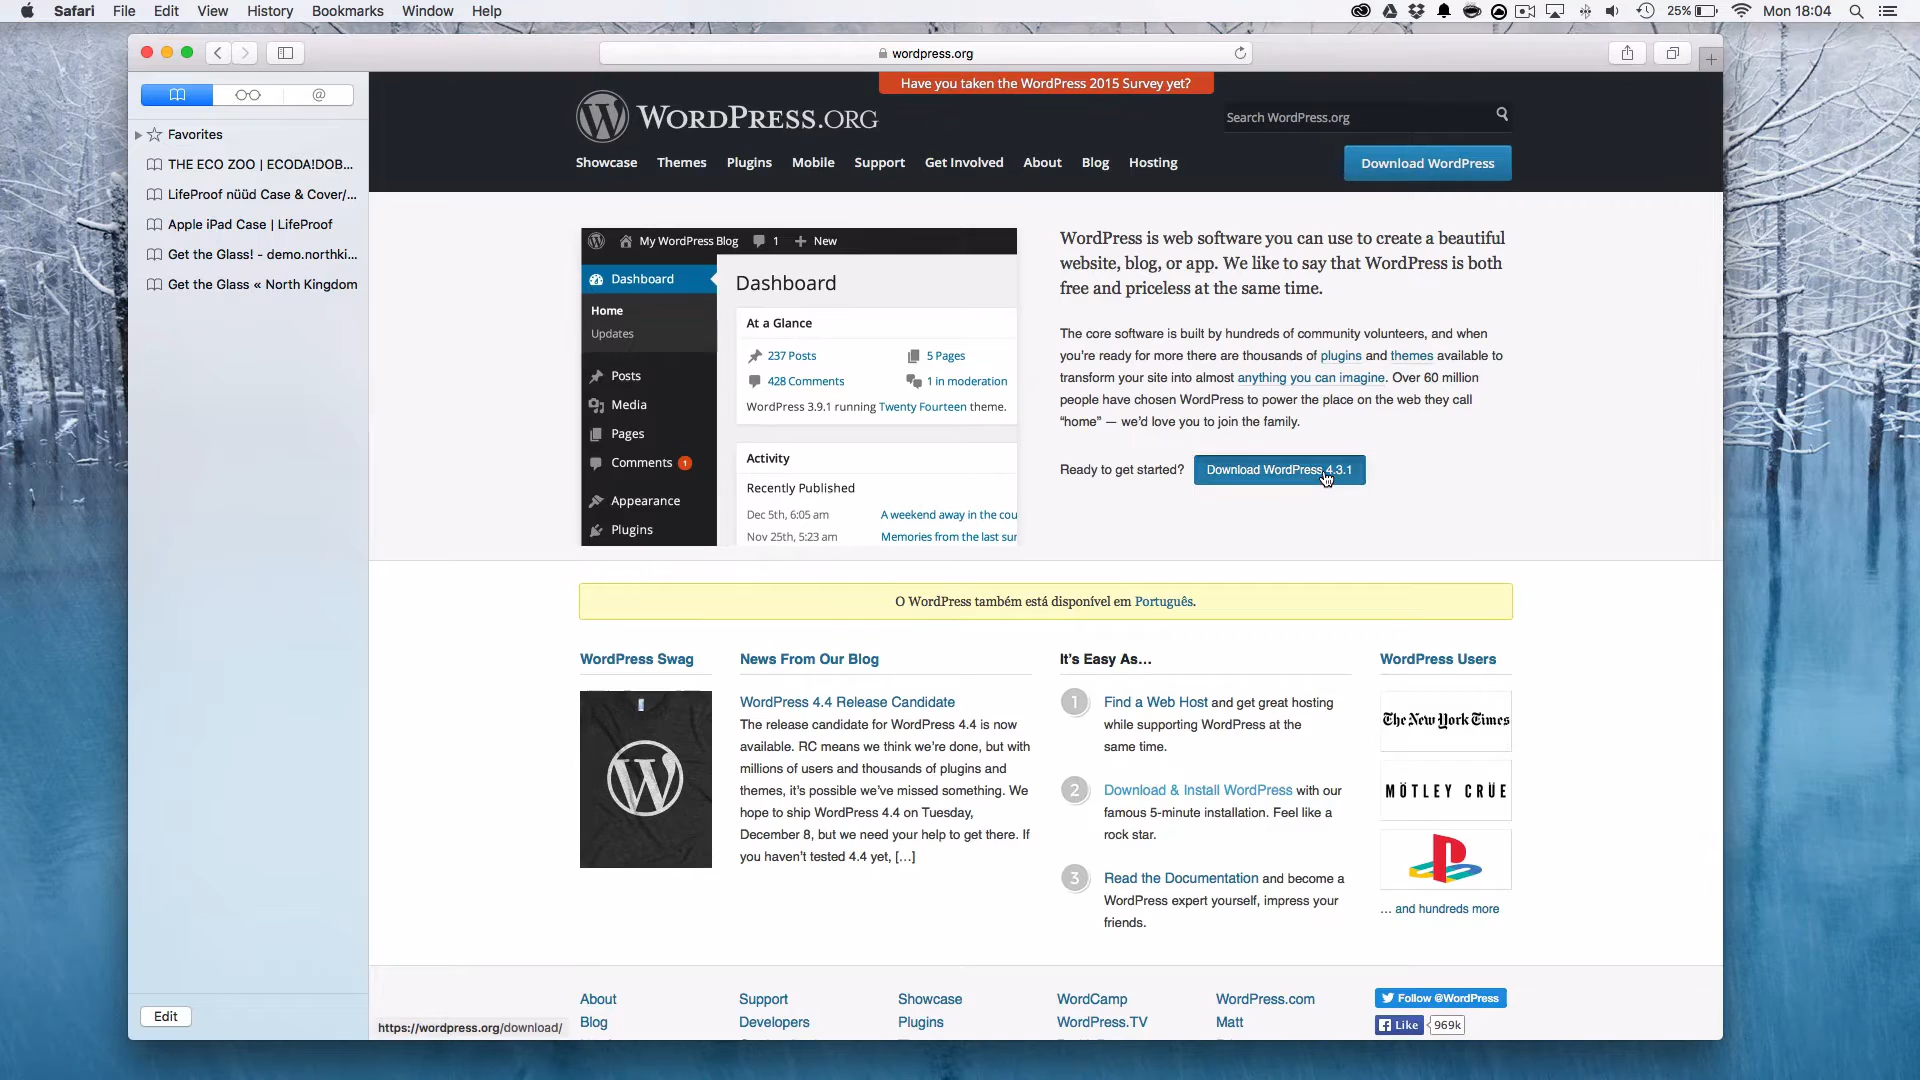 Safari File Edit View History Bookmarks Window Help
25% Mon 18:04
wordpress.org
Have you taken the WordPress 2015 Survey yet?
WORDPRESS.ORG
Search WordPress.org
Showcase Themes Plugins Mobile Support Get Involved About Blog Hosting
Download WordPress
@
Favorites
THE ECO ZOO | ECODA!DOB...
LifeProof nüüd Case & Cover/...
Apple iPad Case | LifeProof
Get the Glass! - demo.northki...
Get the Glass « North Kingdom
Edit
My WordPress Blog 1 New
Dashboard
Home
Updates
Posts
Media
Pages
Comments 1
Appearance
Plugins
Dashboard
At a Glance
237 Posts 5 Pages
428 Comments 1 in moderation
WordPress 3.9.1 running Twenty Fourteen theme.
Activity
Recently Published
Dec 5th, 6:05 am A weekend away in the cou
Nov 25th, 5:23 am Memories from the last sur
WordPress is web software you can use to create a beautiful
website, blog, or app. We like to say that WordPress is both
free and priceless at the same time.
The core software is built by hundreds of community volunteers, and when
you're ready for more there are thousands of plugins and themes available to
transform your site into almost anything you can imagine. Over 60 million
people have chosen WordPress to power the place on the web they call
“home” — we'd love you to join the family.
Ready to get started? Download WordPress 4.3.1
O WordPress também está disponível em Português.
WordPress Swag
News From Our Blog
WordPress 4.4 Release Candidate
The release candidate for WordPress 4.4 is now
available. RC means we think we're done, but with
millions of users and thousands of plugins and
themes, it's possible we've missed something. We
hope to ship WordPress 4.4 on Tuesday,
December 8, but we need your help to get there. If
you haven't tested 4.4 yet, […]
It's Easy As…
1 Find a Web Host and get great hosting
while supporting WordPress at the
same time.
2 Download & Install WordPress with our
famous 5-minute installation. Feel like a
rock star.
3 Read the Documentation and become a
WordPress expert yourself, impress your
friends.
WordPress Users
The New York Times
MÖTLEY CRÜE
… and hundreds more
About Support Showcase WordCamp WordPress.com
Blog Developers Plugins WordPress.TV Matt
Follow @WordPress
Like 969k
https://wordpress.org/download/